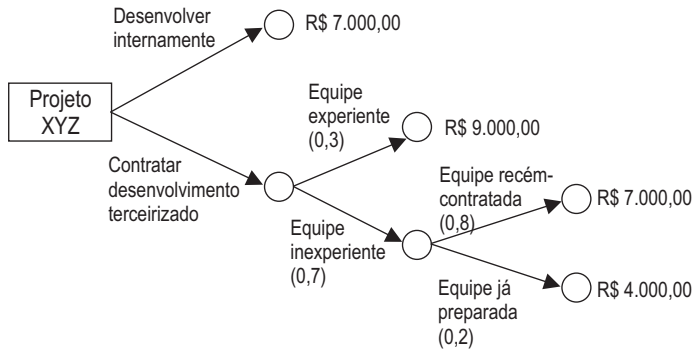 Desenvolver
internamente
R$ 7.000,00
Projeto
XYZ
Equipe
experiente
(0,3)
R$ 9.000,00
Contratar
desenvolvimento
terceirizado
Equipe recém-
contratada
(0,8)
R$ 7.000,00
Equipe
inexperiente
(0,7)
Equipe já
preparada
(0,2)
R$ 4.000,00